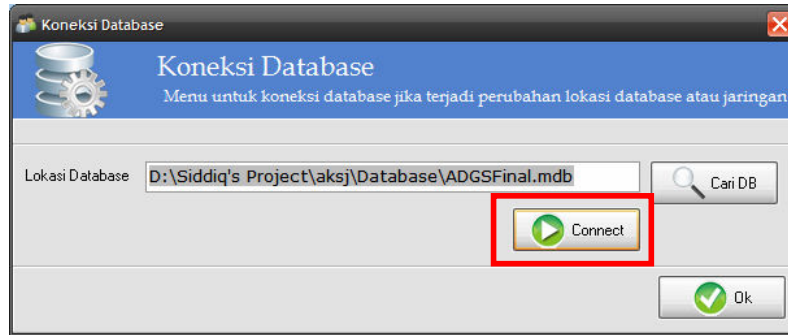 Koneksi Database
Koneksi Database
Menu untuk koneksi database jika terjadi perubahan lokasi database atau jaringan
Lokasi Database D:\Siddiq's Project\aksj\Database\ADGSFinal.mdb Cari DB
Connect
Ok